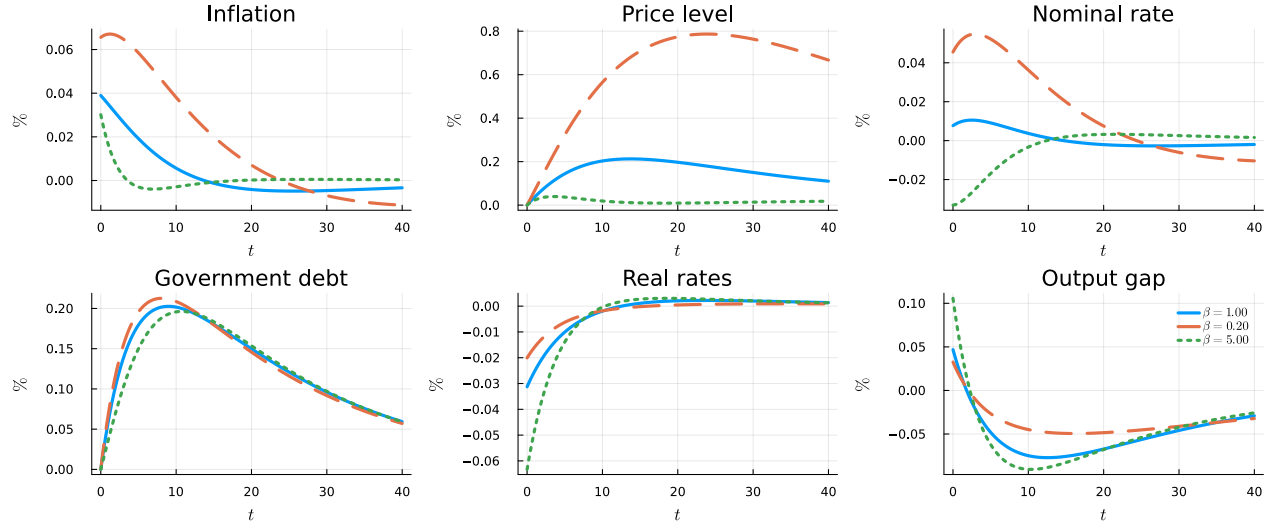 Inflation
%
0.06
0.04
0.02
0.00
0 10 20 30 40
t
Price level
%
0.8
0.6
0.4
0.2
0.0
0 10 20 30 40
t
Nominal rate
%
0.04
0.02
0.00
−0.02
0 10 20 30 40
t
Government debt
%
0.20
0.15
0.10
0.05
0.00
0 10 20 30 40
t
Real rates
%
0.00
−0.01
−0.02
−0.03
−0.04
−0.05
−0.06
0 10 20 30 40
t
Output gap
%
0.10
0.05
0.00
−0.05
0 10 20 30 40
t
β = 1.00
β = 0.20
β = 5.00